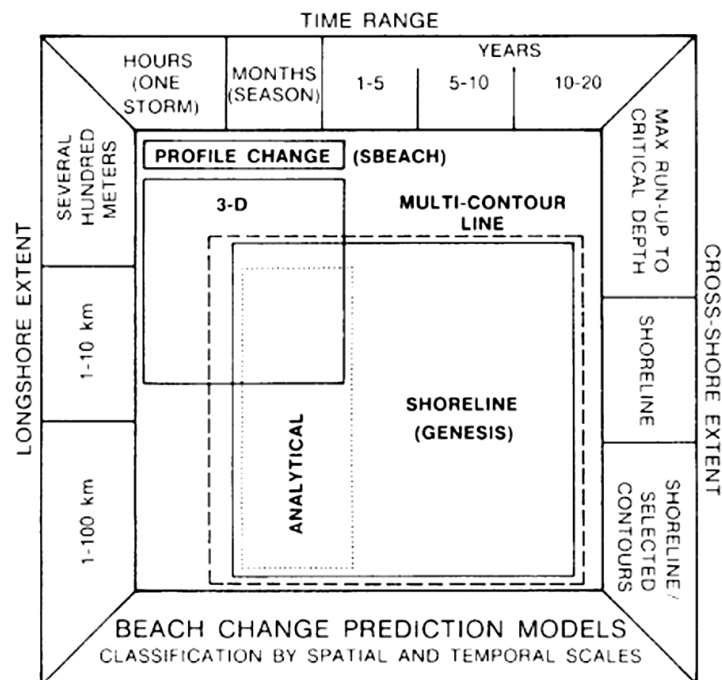 TIME RANGE
HOURS
(ONE
STORM)
MONTHS
(SEASON)
YEARS
1-5
5-10
10-20
LONGSHORE EXTENT
SEVERAL
HUNDRED
METERS
1-10 km
1-100 km
PROFILE CHANGE (SBEACH)
3-D
MULTI-CONTOUR
LINE
SHORELINE
(GENESIS)
ANALYTICAL
MAX RUN-UP TO
CRITICAL DEPTH
SHORELINE
SHORELINE/
SELECTED
CONTOURS
CROSS-SHORE EXTENT
BEACH CHANGE PREDICTION MODELS
CLASSIFICATION BY SPATIAL AND TEMPORAL SCALES